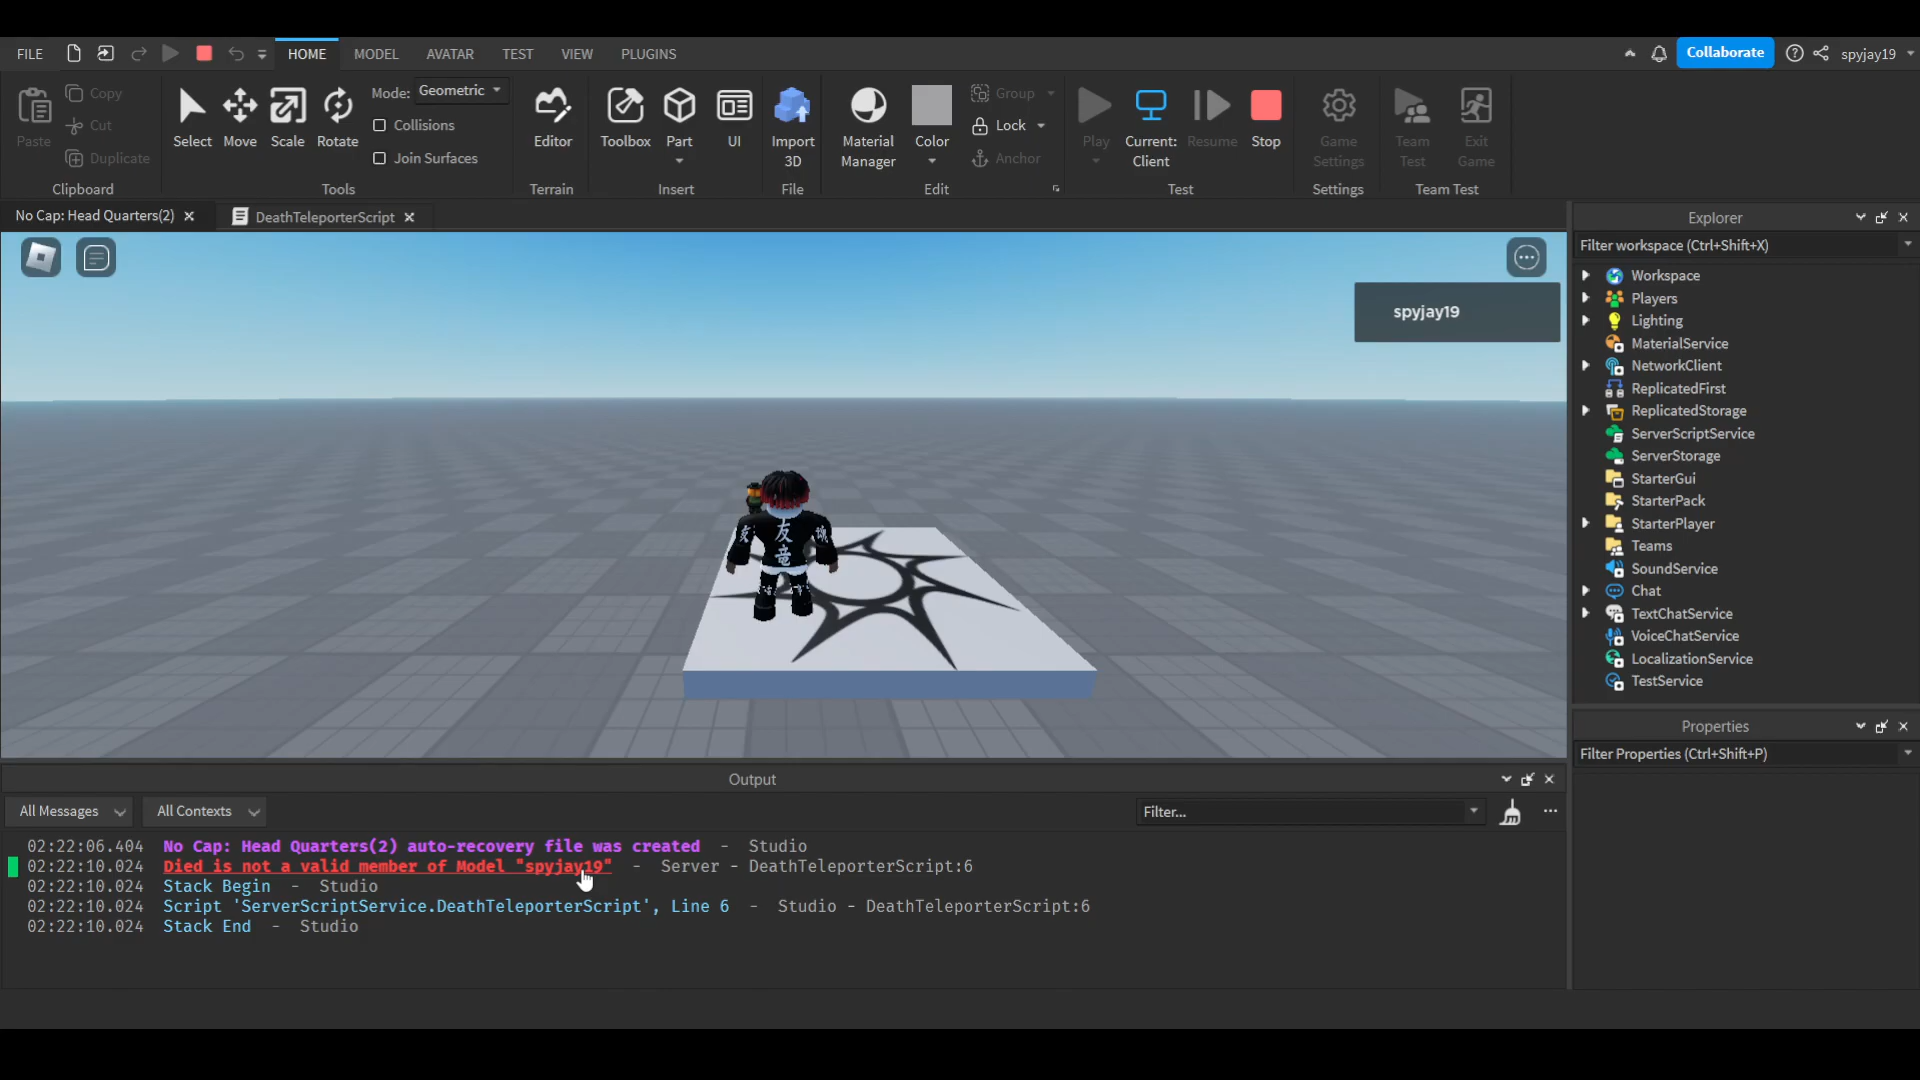 FILE HOME MODEL AVATAR TEST VIEW PLUGINS Collaborate spyjay19
Paste Copy Cut Duplicate
Clipboard
Select Move Scale Rotate
Mode: Geometric
Collisions
Join Surfaces
Tools
Editor
Terrain
Toolbox Part UI
Insert
Import 3D
File
Material Manager
Color
Group
Lock
Anchor
Edit
Play
Current: Client
Resume Stop
Test
Game Settings
Settings
Team Test
Exit Game
Team Test
No Cap: Head Quarters(2) DeathTeleporterScript
spyjay19
友
竜
Explorer
Filter workspace (Ctrl+Shift+X)
Workspace
Players
Lighting
MaterialService
NetworkClient
ReplicatedFirst
ReplicatedStorage
ServerScriptService
ServerStorage
StarterGui
StarterPack
StarterPlayer
Teams
SoundService
Chat
TextChatService
VoiceChatService
LocalizationService
TestService
Properties
Filter Properties (Ctrl+Shift+P)
Output
All Messages All Contexts Filter...
02:22:06.404 No Cap: Head Quarters(2) auto-recovery file was created - Studio
02:22:10.024 Died is not a valid member of Model "spyjay19" - Server - DeathTeleporterScript:6
02:22:10.024 Stack Begin - Studio
02:22:10.024 Script 'ServerScriptService.DeathTeleporterScript', Line 6 - Studio - DeathTeleporterScript:6
02:22:10.024 Stack End - Studio